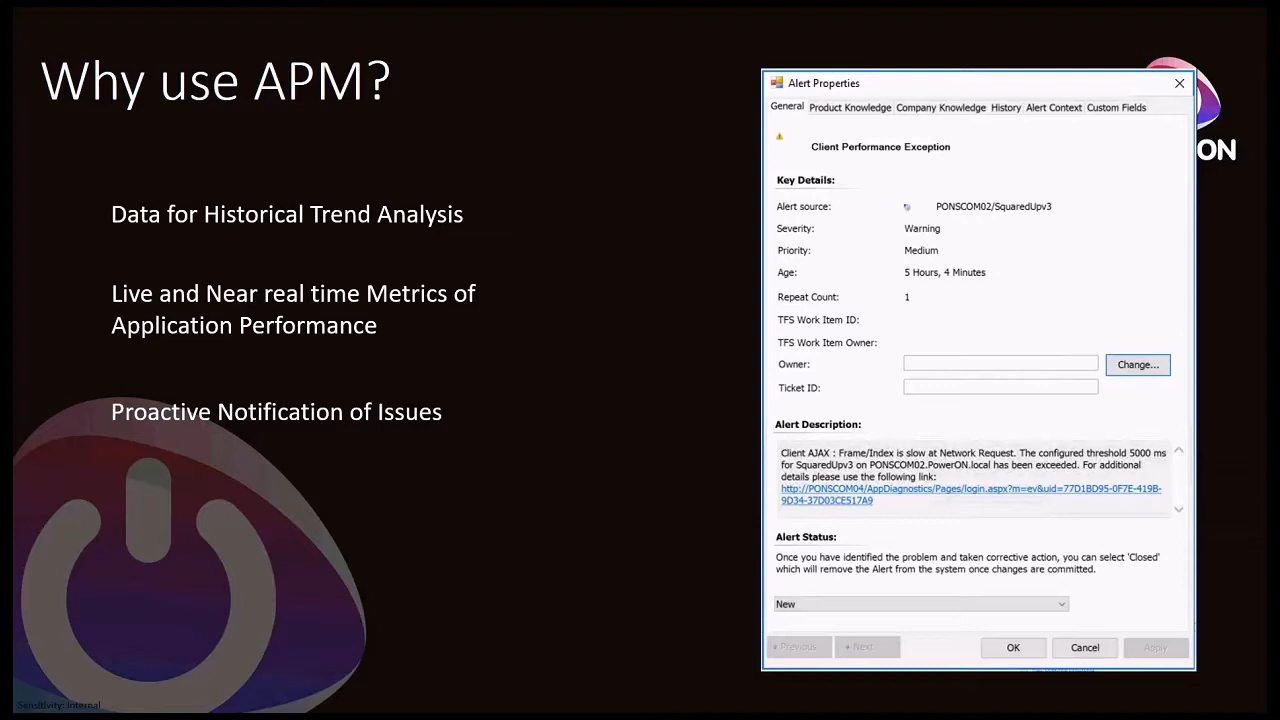 Why use APM?
Data for Historical Trend Analysis
Live and Near real time Metrics of
Application Performance
Proactive Notification of Issues
Sensitivity: Internal
ON
Alert Properties
General Product Knowledge Company Knowledge History Alert Context Custom Fields
Client Performance Exception
Key Details:
Alert source: PONSCOM02/SquaredUpv3
Severity: Warning
Priority: Medium
Age: 5 Hours, 4 Minutes
Repeat Count: 1
TFS Work Item ID:
TFS Work Item Owner:
Owner: Change...
Ticket ID:
Alert Description:
Client AJAX : Frame/Index is slow at Network Request. The configured threshold 5000 ms
for SquaredUpv3 on PONSCOM02.PowerON.local has been exceeded. For additional
details please use the following link:
http://PONSCOM04/AppDiagnostics/Pages/login.aspx?m=ev&uid=77D1BD95-0F7E-419B-
9D34-37D03CE517A9
Alert Status:
Once you have identified the problem and taken corrective action, you can select 'Closed'
which will remove the Alert from the system once changes are committed.
New
Previous Next OK Cancel Apply